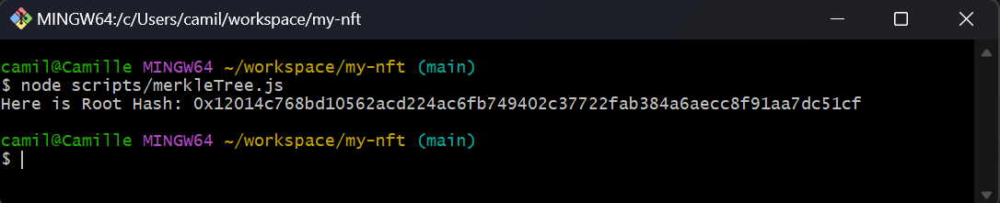 MINGW64:/c/Users/camil/workspace/my-nft
camil@Camille MINGW64 ~/workspace/my-nft (main)
$ node scripts/merkleTree.js
Here is Root Hash: 0x12014c768bd10562acd224ac6fb749402c37722fab384a6aecc8f91aa7dc51cf
camil@Camille MINGW64 ~/workspace/my-nft (main)
$